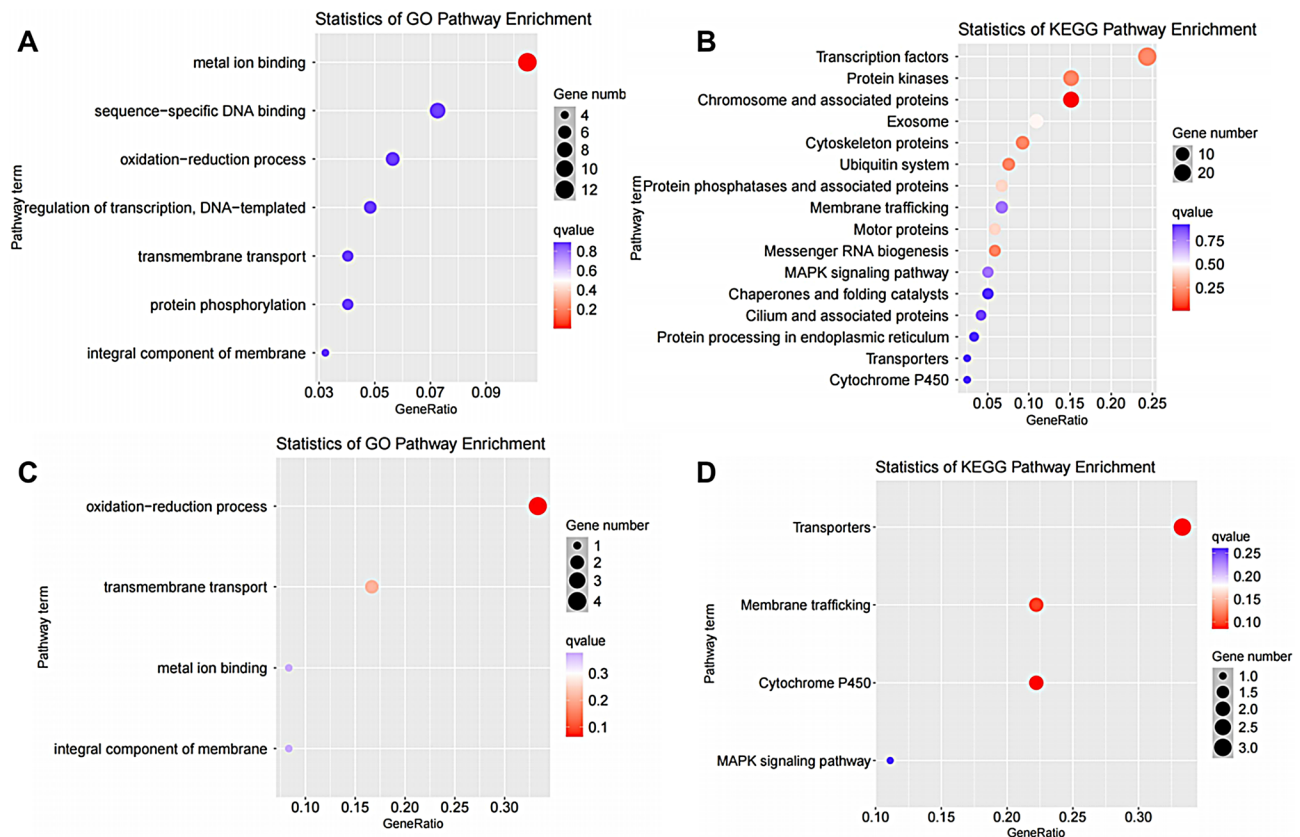 A
Statistics of GO Pathway Enrichment
Pathway term
metal ion binding
sequence−specific DNA binding
oxidation−reduction process
regulation of transcription, DNA−templated
transmembrane transport
protein phosphorylation
integral component of membrane
0.03 0.05 0.07 0.09
GeneRatio
Gene numb
4
6
8
10
12
qvalue
0.8
0.6
0.4
0.2
B
Statistics of KEGG Pathway Enrichment
Pathway term
Transcription factors
Protein kinases
Chromosome and associated proteins
Exosome
Cytoskeleton proteins
Ubiquitin system
Protein phosphatases and associated proteins
Membrane trafficking
Motor proteins
Messenger RNA biogenesis
MAPK signaling pathway
Chaperones and folding catalysts
Cilium and associated proteins
Protein processing in endoplasmic reticulum
Transporters
Cytochrome P450
0.05 0.10 0.15 0.20 0.25
GeneRatio
Gene number
10
20
qvalue
0.75
0.50
0.25
C
Statistics of GO Pathway Enrichment
Pathway term
oxidation−reduction process
transmembrane transport
metal ion binding
integral component of membrane
0.10 0.15 0.20 0.25 0.30
GeneRatio
Gene number
1
2
3
4
qvalue
0.3
0.2
0.1
D
Statistics of KEGG Pathway Enrichment
Pathway term
Transporters
Membrane trafficking
Cytochrome P450
MAPK signaling pathway
0.10 0.15 0.20 0.25 0.30
GeneRatio
qvalue
0.25
0.20
0.15
0.10
Gene number
1.0
1.5
2.0
2.5
3.0